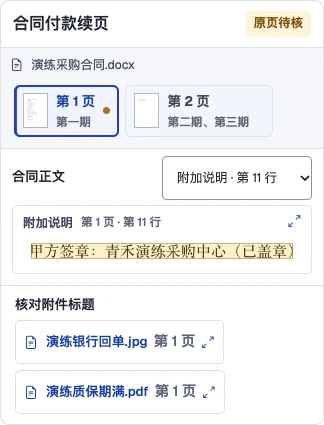 合同付款续页
原页待核
演练采购合同.docx
第 1 页
第一期
第 2 页
第二期、第三期
合同正文
附加说明 · 第 11 行
附加说明 第 1 页 · 第 11 行
甲方签章：青禾演练采购中心（已盖章）
核对附件标题
演练银行回单.jpg 第 1 页
演练质保期满.pdf 第 1 页